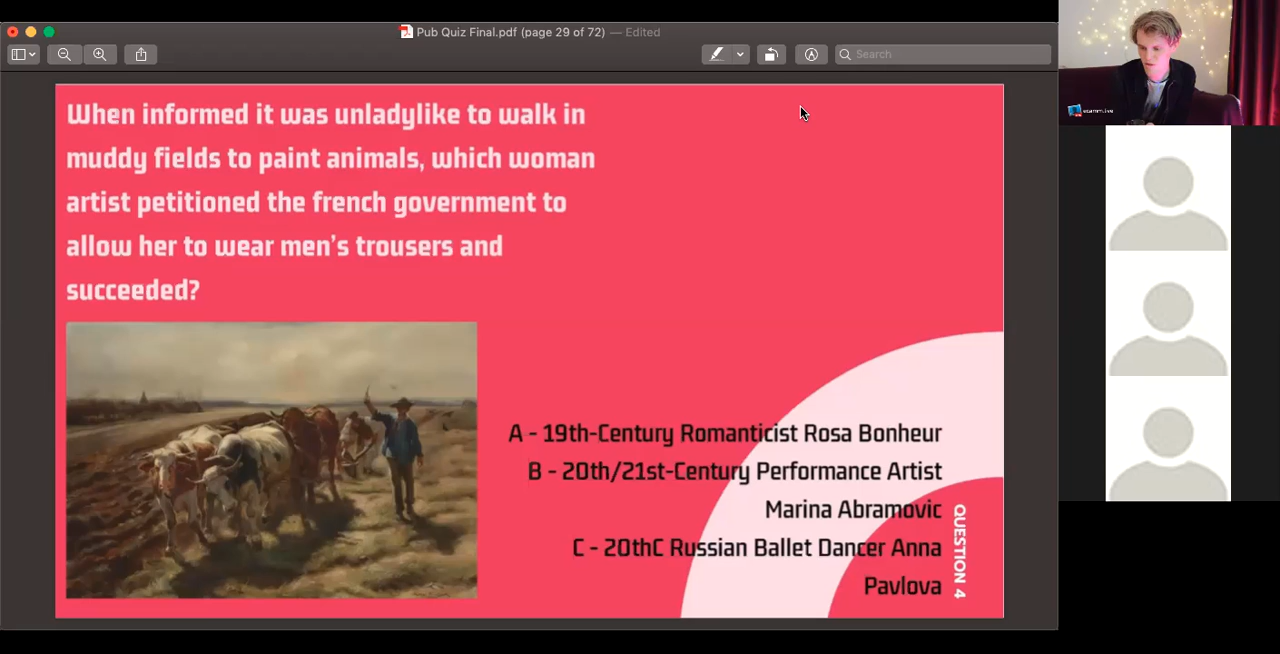 Pub Quiz Final.pdf (page 29 of 72) — Edited
Search
When informed it was unladylike to walk in
muddy fields to paint animals, which woman
artist petitioned the french government to
allow her to wear men's trousers and
succeeded?
A - 19th-Century Romanticist Rosa Bonheur
B - 20th/21st-Century Performance Artist
Marina Abramovic
C - 20thC Russian Ballet Dancer Anna
Pavlova
QUESTION 4